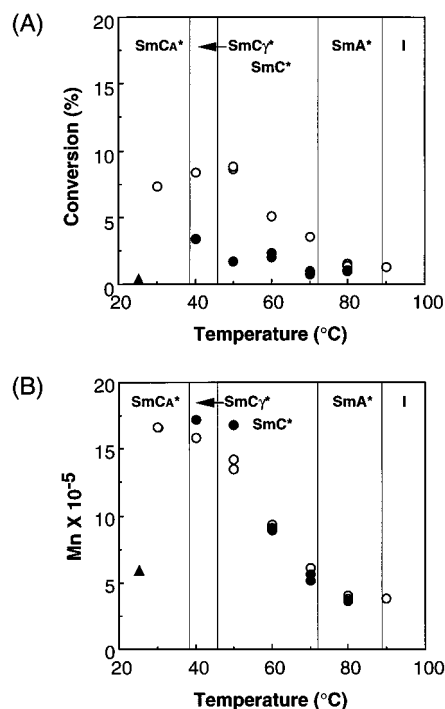 (A)
SmCA* SmCγ* SmA* I
SmC*
20
15
10
5
0
Conversion (%)
20 40 60 80 100
Temperature (°C)
(B)
SmCA* SmCγ* SmA* I
SmC*
20
15
10
5
0
Mn X 10-5
20 40 60 80 100
Temperature (°C)